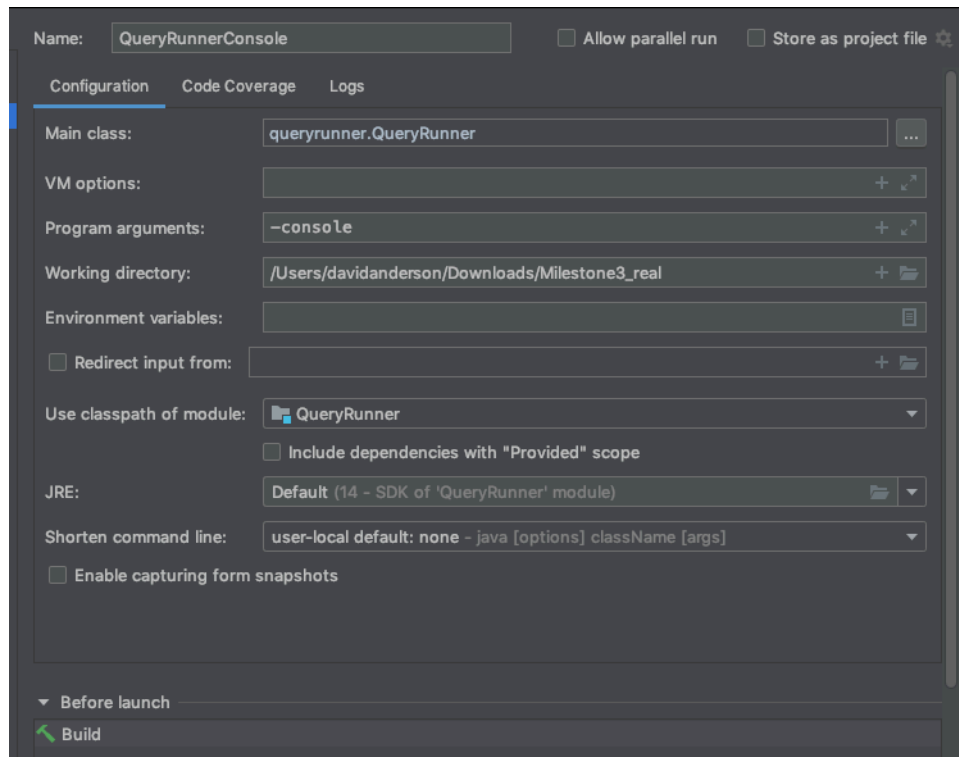 Name: QueryRunnerConsole Allow parallel run Store as project file
Configuration Code Coverage Logs
Main class: queryrunner.QueryRunner ...
VM options:
Program arguments: -console
Working directory: /Users/davidanderson/Downloads/Milestone3_real
Environment variables:
Redirect input from:
Use classpath of module: QueryRunner
Include dependencies with "Provided" scope
JRE: Default (14 - SDK of 'QueryRunner' module)
Shorten command line: user-local default: none - java [options] className [args]
Enable capturing form snapshots
Before launch
Build